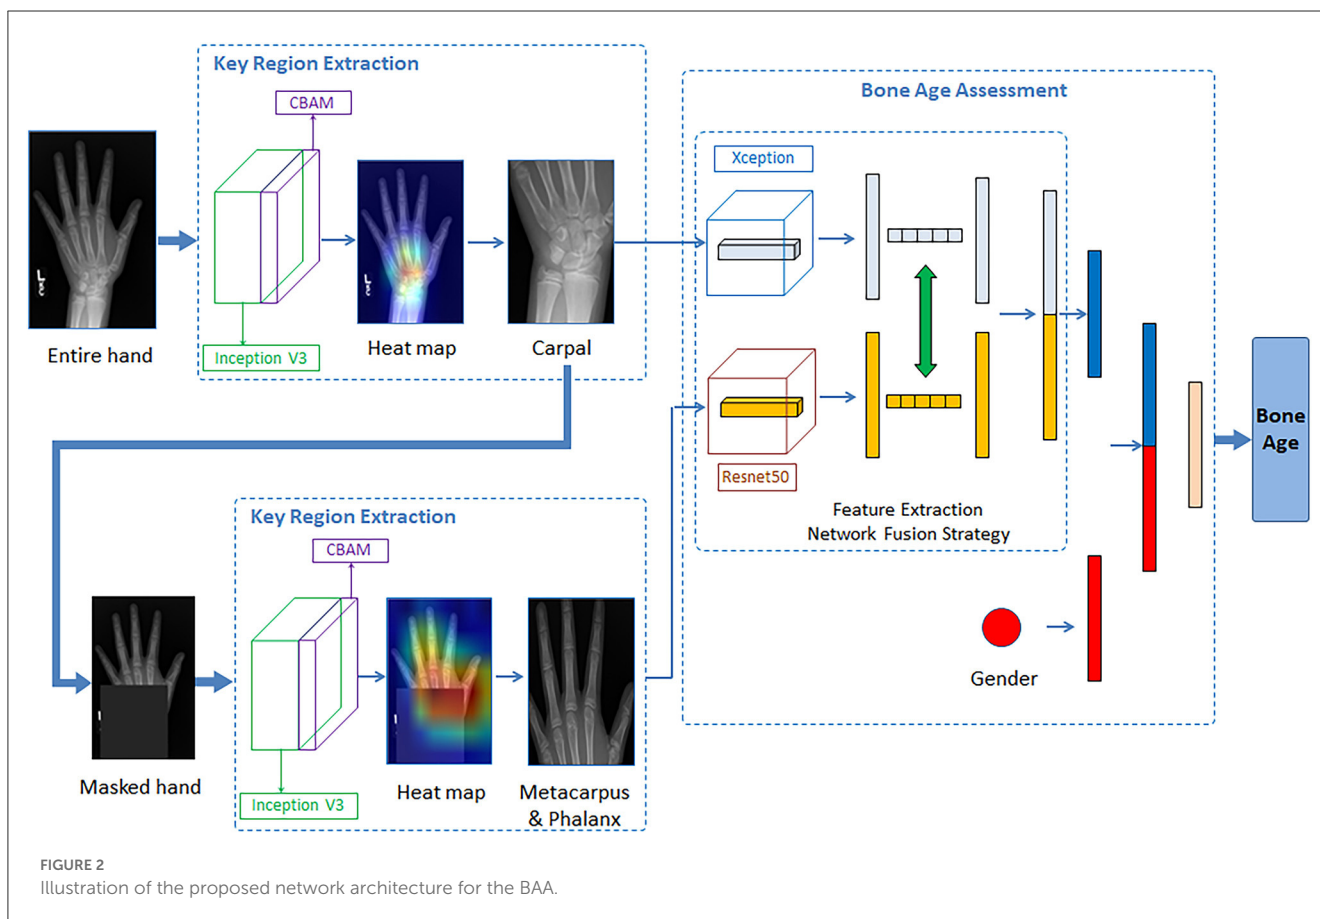 Key Region Extraction
CBAM
Inception V3
Entire hand
Heat map
Carpal
Bone Age Assessment
Xception
Resnet50
Feature Extraction
Network Fusion Strategy
Gender
Bone
Age
Key Region Extraction
CBAM
Inception V3
Masked hand
Heat map
Metacarpus
& Phalanx
FIGURE 2
Illustration of the proposed network architecture for the BAA.